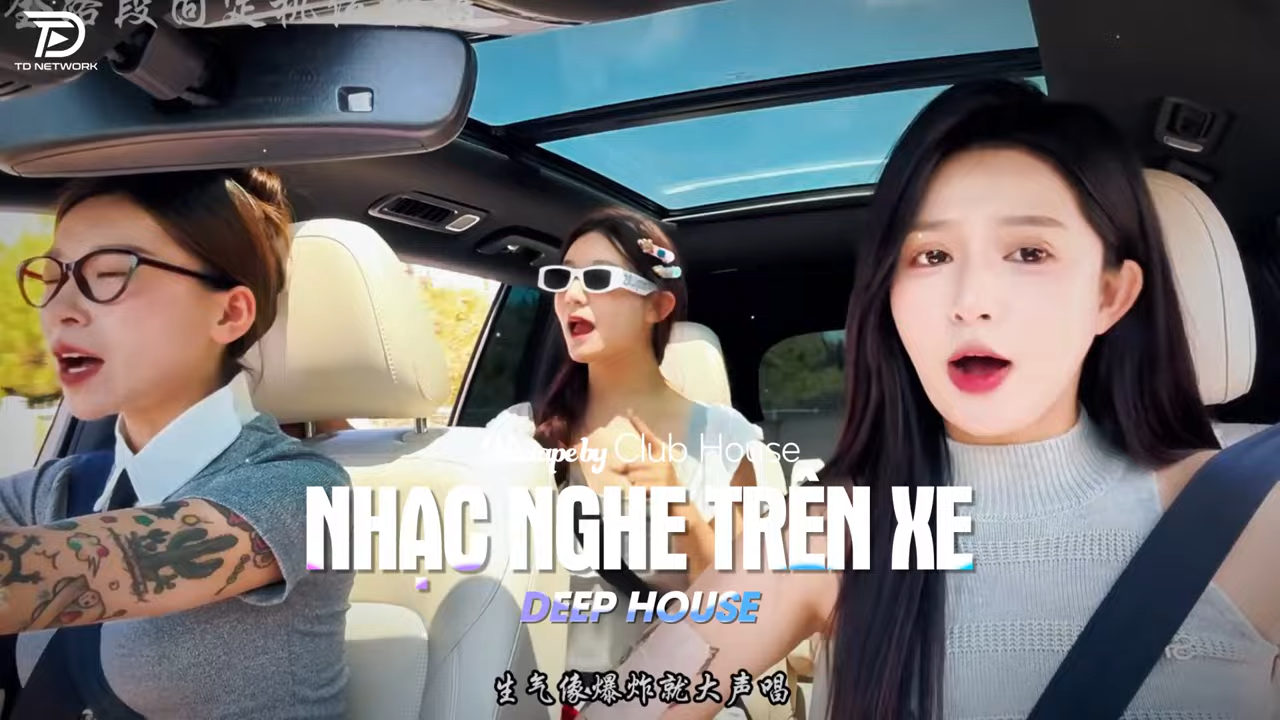 TD NETWORK
Club House
NHẠC NGHE TRÊN XE
DEEP HOUSE
生气像爆炸就大声唱